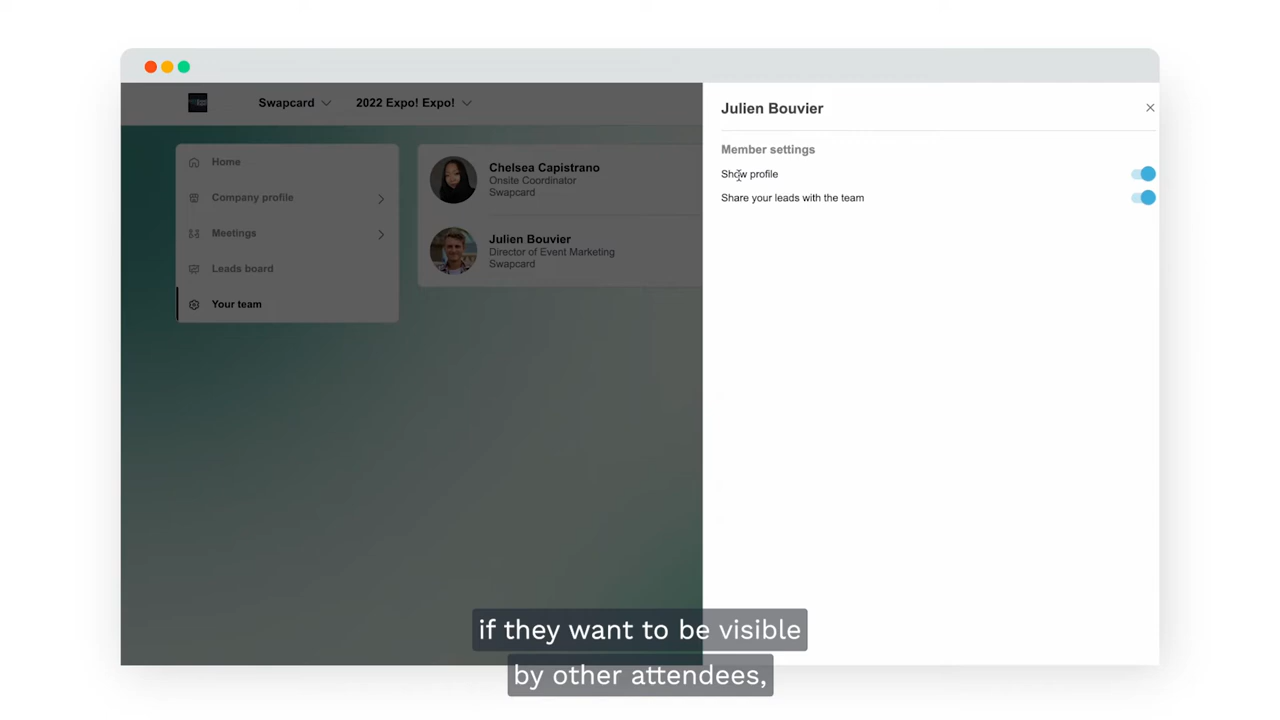 Swapcard
2022 Expo! Expo!
Home
Company profile
Meetings
Leads board
Your team
Chelsea Capistrano
Onsite Coordinator
Swapcard
Julien Bouvier
Director of Event Marketing
Swapcard
Julien Bouvier
Member settings
Show profile
Share your leads with the team
if they want to be visible
by other attendees,